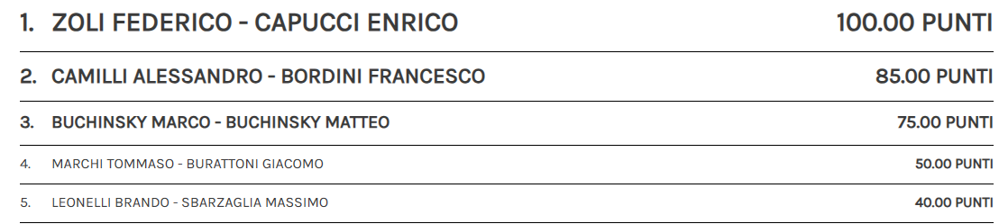 1. ZOLI FEDERICO - CAPUCCI ENRICO 100.00 PUNTI
2. CAMILLI ALESSANDRO - BORDINI FRANCESCO 85.00 PUNTI
3. BUCHINSKY MARCO - BUCHINSKY MATTEO 75.00 PUNTI
4. MARCHI TOMMASO - BURATTONI GIACOMO 50.00 PUNTI
5. LEONELLI BRANDO - SBARZAGLIA MASSIMO 40.00 PUNTI